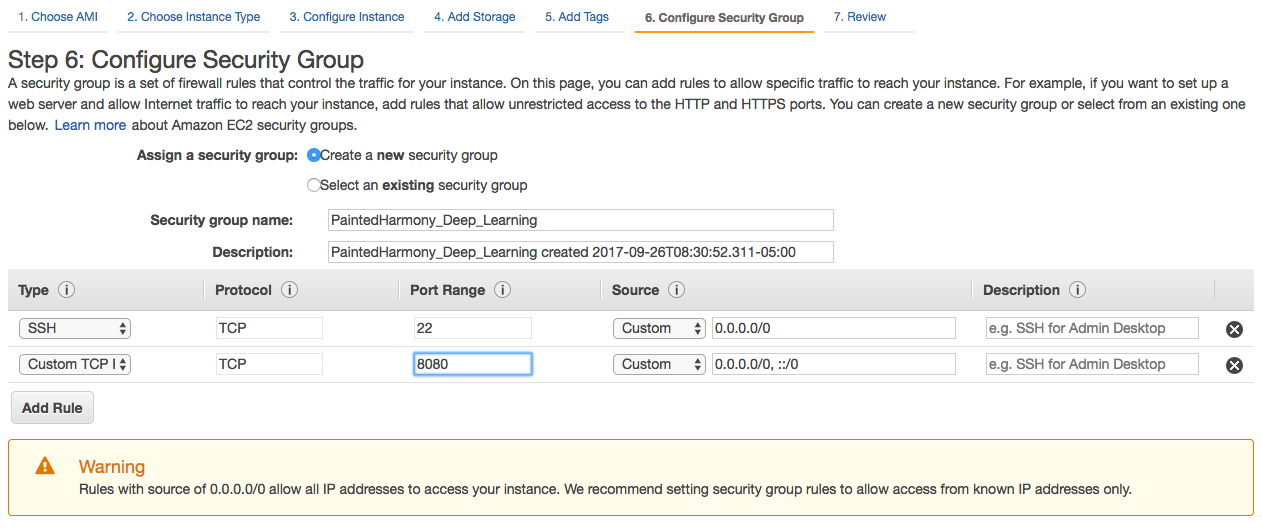 1. Choose AMI 2. Choose Instance Type 3. Configure Instance 4. Add Storage 5. Add Tags 6. Configure Security Group 7. Review
Step 6: Configure Security Group
A security group is a set of firewall rules that control the traffic for your instance. On this page, you can add rules to allow specific traffic to reach your instance. For example, if you want to set up a
web server and allow Internet traffic to reach your instance, add rules that allow unrestricted access to the HTTP and HTTPS ports. You can create a new security group or select from an existing one
below. Learn more about Amazon EC2 security groups.
Assign a security group: Create a new security group
Select an existing security group
Security group name: PaintedHarmony_Deep_Learning
Description: PaintedHarmony_Deep_Learning created 2017-09-26T08:30:52.311-05:00
Type i Protocol i Port Range i Source i Description i
SSH TCP 22 Custom 0.0.0.0/0 e.g. SSH for Admin Desktop
Custom TCP TCP 8080 Custom 0.0.0.0/0, ::/0 e.g. SSH for Admin Desktop
Add Rule
Warning
Rules with source of 0.0.0.0/0 allow all IP addresses to access your instance. We recommend setting security group rules to allow access from known IP addresses only.